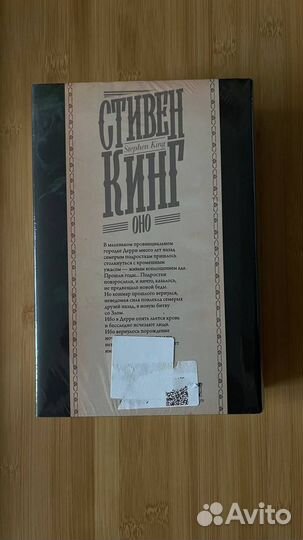 СТИВЕН
Stephen King
КИНГ
ОНО
В маленьком провинциальном
городке Дерри много лет назад
семерым подросткам пришлось
столкнуться с кромешным
ужасом — живым воплощением ада.
Прошли годы... Подростки
повзрослели, и ничто, казалось,
не предвещало новой беды.
Но кошмар прошлого вернулся,
неведомая сила повлекла семерых
друзей назад, в новую битву
со Злом.
Ибо в Дерри опять льется кровь
и бесследно исчезают люди.
Ибо вернулось порождение
Avito